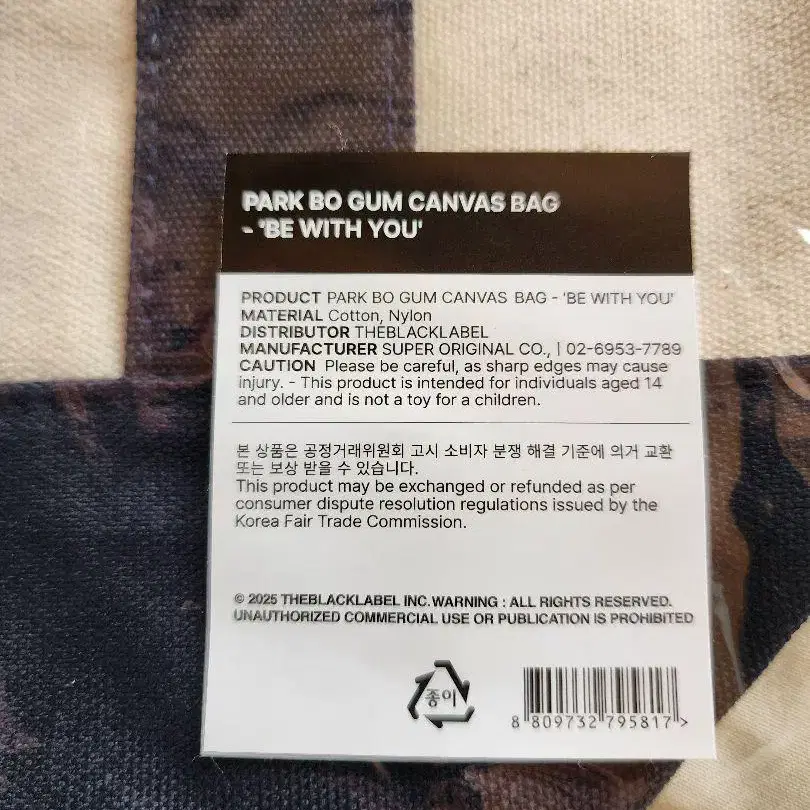 PARK BO GUM CANVAS BAG
- 'BE WITH YOU'
PRODUCT PARK BO GUM CANVAS BAG - 'BE WITH YOU'
MATERIAL Cotton, Nylon
DISTRIBUTOR THEBLACKLABEL
MANUFACTURER SUPER ORIGINAL CO., | 02-6953-7789
CAUTION Please be careful, as sharp edges may cause
injury. - This product is intended for individuals aged 14
and older and is not a toy for a children.
본 상품은 공정거래위원회 고시 소비자 분쟁 해결 기준에 의거 교환
또는 보상 받을 수 있습니다.
This product may be exchanged or refunded as per
consumer dispute resolution regulations issued by the
Korea Fair Trade Commission.
© 2025 THEBLACKLABEL INC.WARNING : ALL RIGHTS RESERVED.
UNAUTHORIZED COMMERCIAL USE OR PUBLICATION IS PROHIBITED
종이
8 809732 795817 >